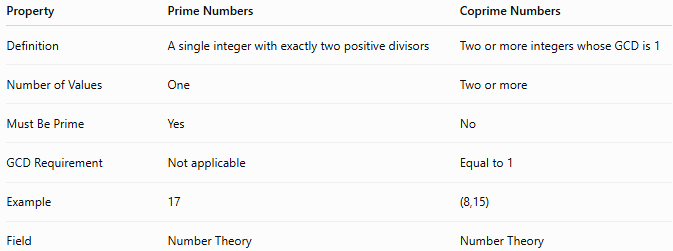 Property Prime Numbers Coprime Numbers
Definition A single integer with exactly two positive divisors Two or more integers whose GCD is 1
Number of Values One Two or more
Must Be Prime Yes No
GCD Requirement Not applicable Equal to 1
Example 17 (8,15)
Field Number Theory Number Theory